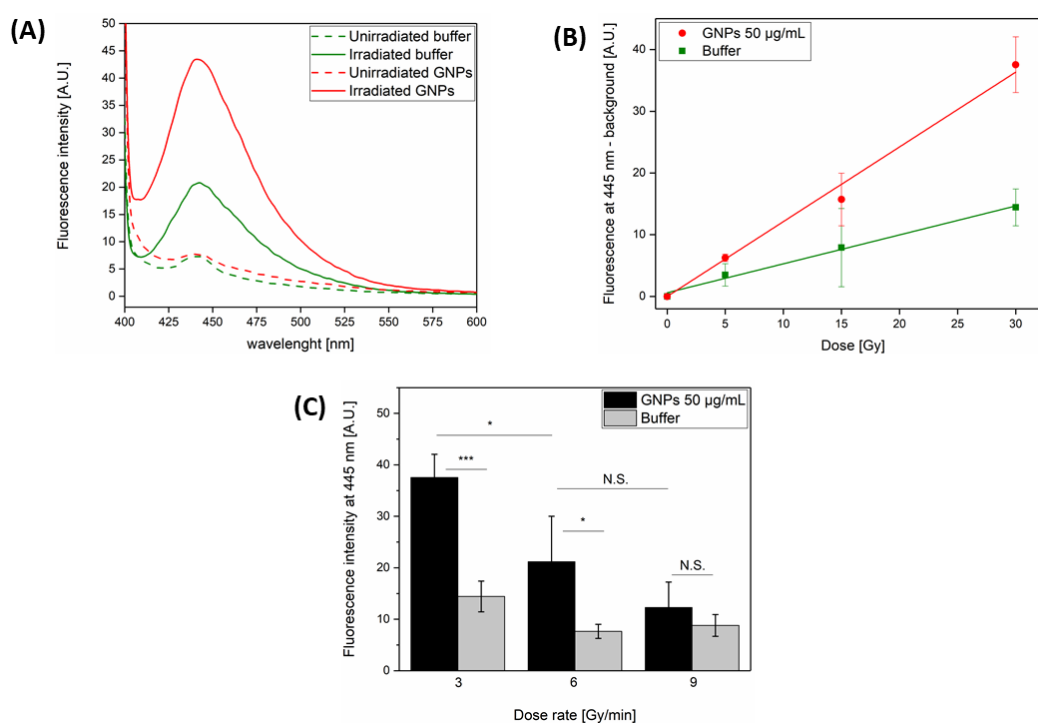 (A)
Fluorescence intensity [A.U.]
50
45
40
35
30
25
20
15
10
5
0
Unirradiated buffer
Irradiated buffer
Unirradiated GNPs
Irradiated GNPs
400 425 450 475 500 525 550 575 600
wavelenght [nm]
(B)
Fluorescence at 445 nm - background [A.U.]
40
30
20
10
0
GNPs 50 µg/mL
Buffer
0 5 10 15 20 25 30
Dose [Gy]
(C)
Fluorescence intensity at 445 nm [A.U.]
50
40
30
20
10
0
GNPs 50 µg/mL
Buffer
*
***
N.S.
*
N.S.
3 6 9
Dose rate [Gy/min]